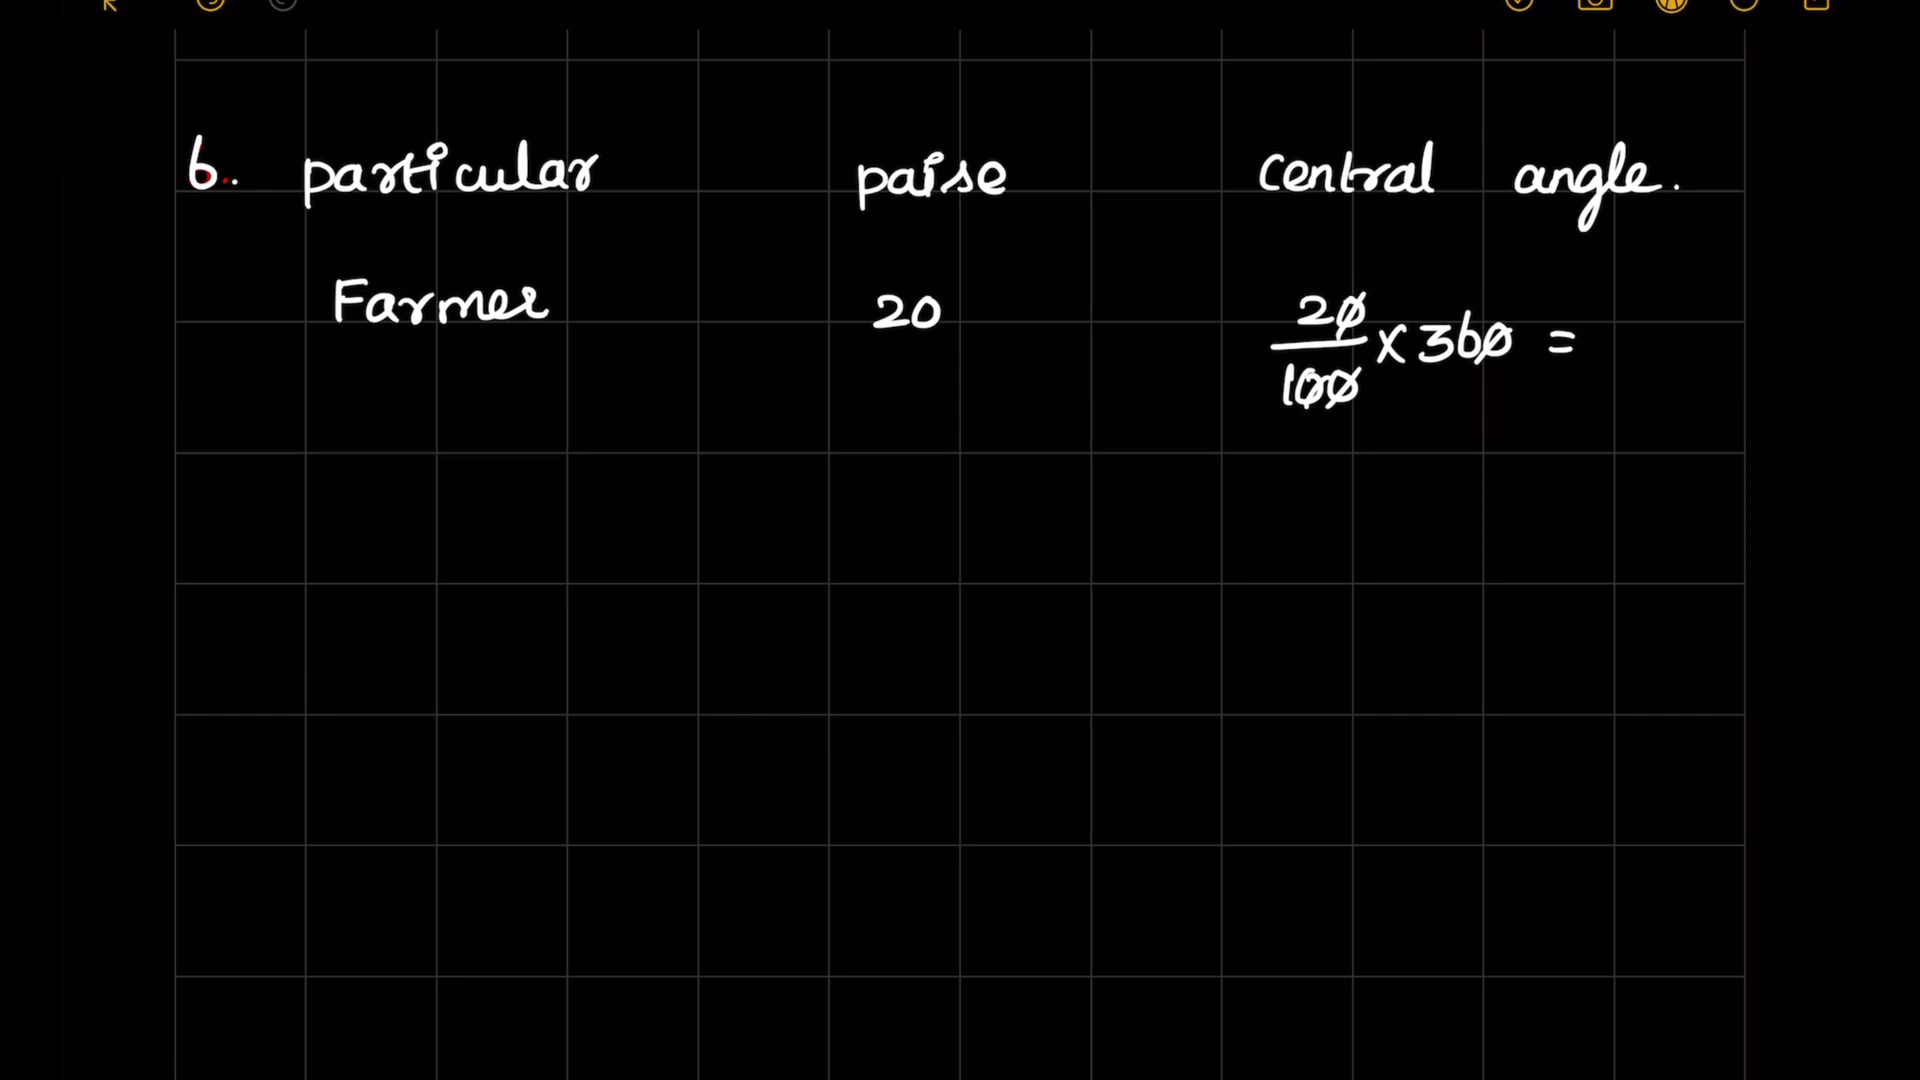 6. particular paise central angle.
Farmer 20 20/100 x 360 =